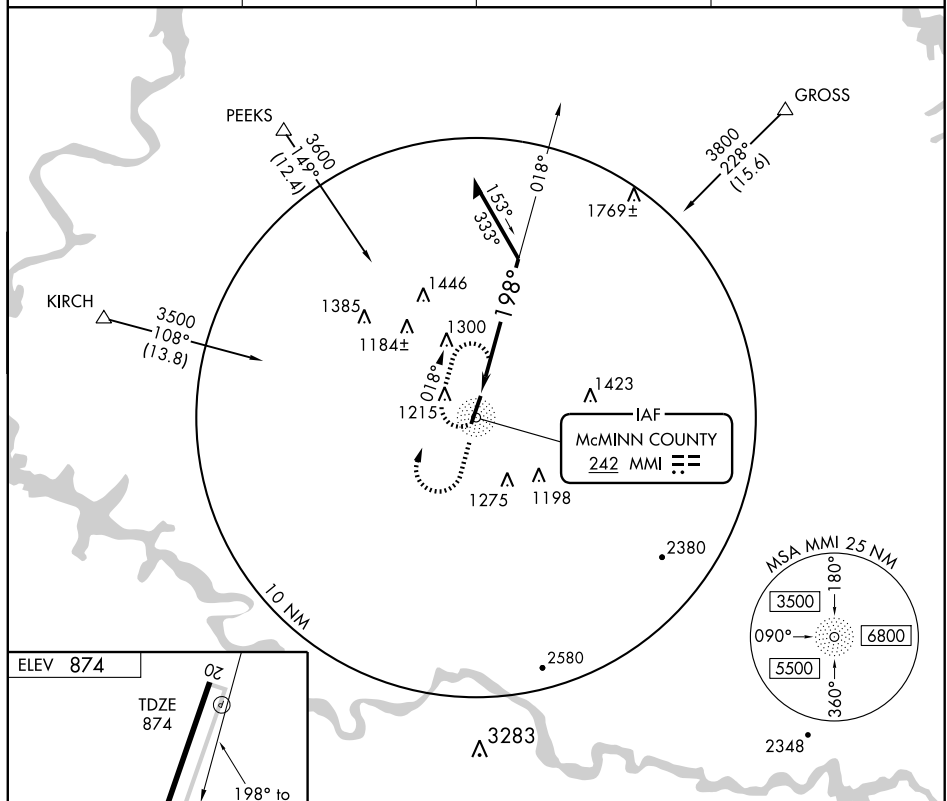 GROSS
PEEKS
3600
149°
(12.4)
3800
228°
(15.6)
018°
153°
333°
1769±
198°
KIRCH
3500
108°
(13.8)
1446
1385
1184±
1300
018°
1215
1423
IAF
McMINN COUNTY
242 MMI
1275
1198
2380
10 NM
MSA MMI 25 NM
180°
3500
090°
6800
5500
360°
2580
ELEV 874
20
TDZE
874
P
3283
2348
198° to